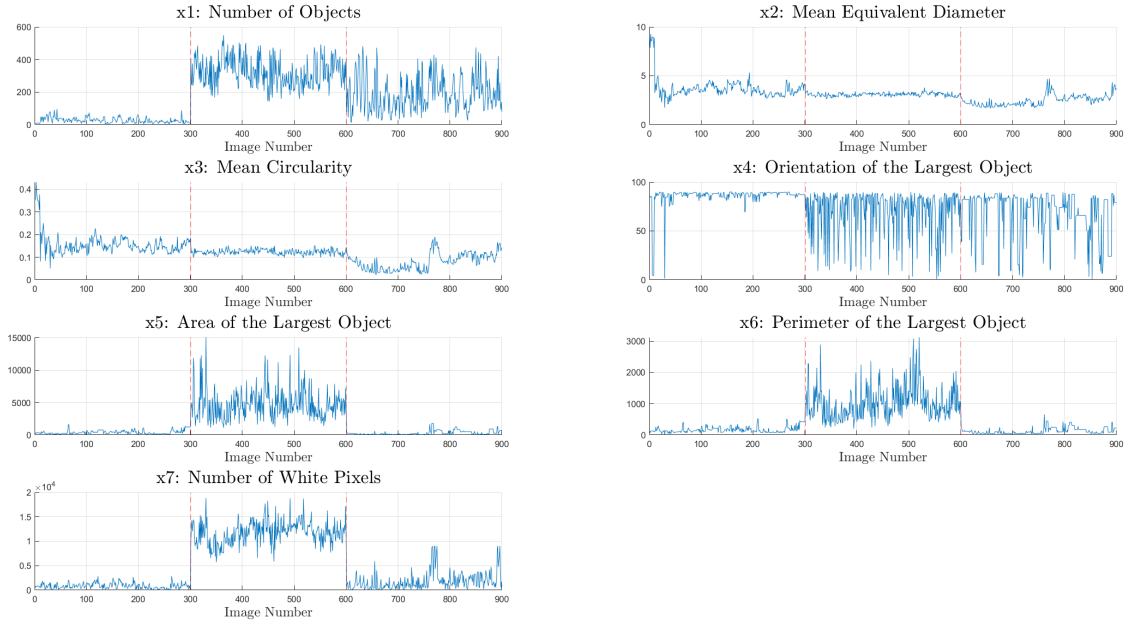 x1: Number of Objects
600
400
200
0
0 100 200 300 400 500 600 700 800 900
Image Number
x2: Mean Equivalent Diameter
10
5
0
0 100 200 300 400 500 600 700 800 900
Image Number
x3: Mean Circularity
0.4
0.3
0.2
0.1
0
0 100 200 300 400 500 600 700 800 900
Image Number
x4: Orientation of the Largest Object
100
50
0
0 100 200 300 400 500 600 700 800 900
Image Number
x5: Area of the Largest Object
15000
10000
5000
0
0 100 200 300 400 500 600 700 800 900
Image Number
x6: Perimeter of the Largest Object
3000
2000
1000
0
0 100 200 300 400 500 600 700 800 900
Image Number
x7: Number of White Pixels
×10⁴
2
1.5
1
0.5
0
0 100 200 300 400 500 600 700 800 900
Image Number